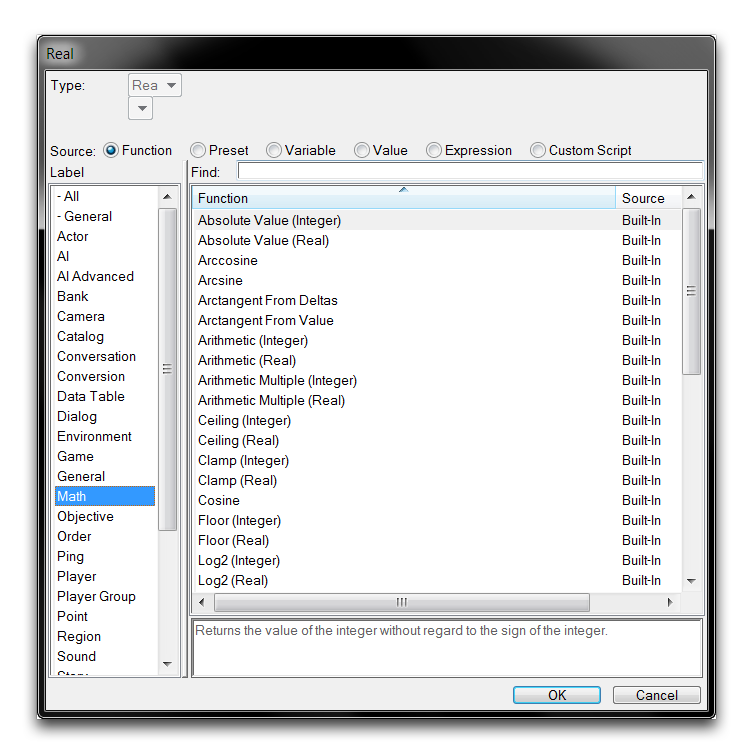 Real
Type:
Rea
Source:
Function
Preset
Variable
Value
Expression
Custom Script
Label
Find:
- All
- General
Actor
AI
AI Advanced
Bank
Camera
Catalog
Conversation
Conversion
Data Table
Dialog
Environment
Game
General
Math
Objective
Order
Ping
Player
Player Group
Point
Region
Sound
Function Source
Absolute Value (Integer) Built-In
Absolute Value (Real) Built-In
Arccosine Built-In
Arcsine Built-In
Arctangent From Deltas Built-In
Arctangent From Value Built-In
Arithmetic (Integer) Built-In
Arithmetic (Real) Built-In
Arithmetic Multiple (Integer) Built-In
Arithmetic Multiple (Real) Built-In
Ceiling (Integer) Built-In
Ceiling (Real) Built-In
Clamp (Integer) Built-In
Clamp (Real) Built-In
Cosine Built-In
Floor (Integer) Built-In
Floor (Real) Built-In
Log2 (Integer) Built-In
Log2 (Real) Built-In
Returns the value of the integer without regard to the sign of the integer.
OK
Cancel